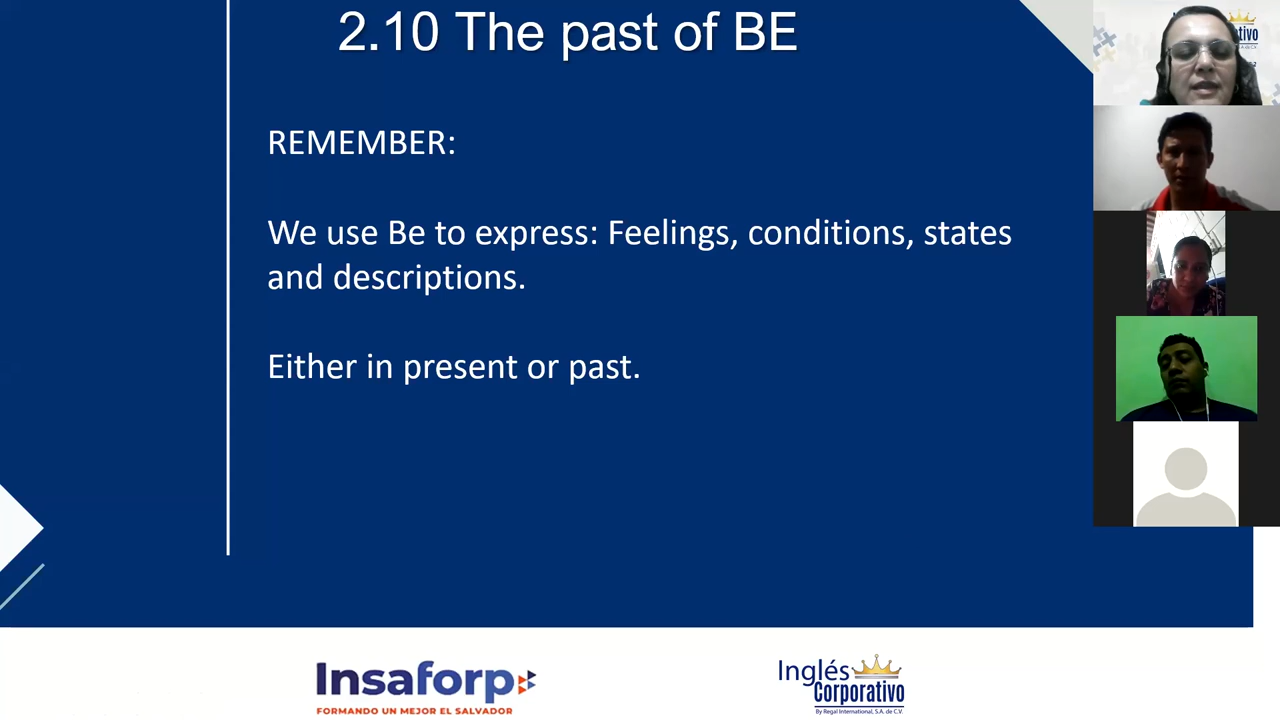 2.10 The past of BE
REMEMBER:
We use Be to express: Feelings, conditions, states
and descriptions.
Either in present or past.
Insaforp
FORMANDO UN MEJOR EL SALVADOR
Inglés
Corporativo
By Regal International, S.A. de C.V.